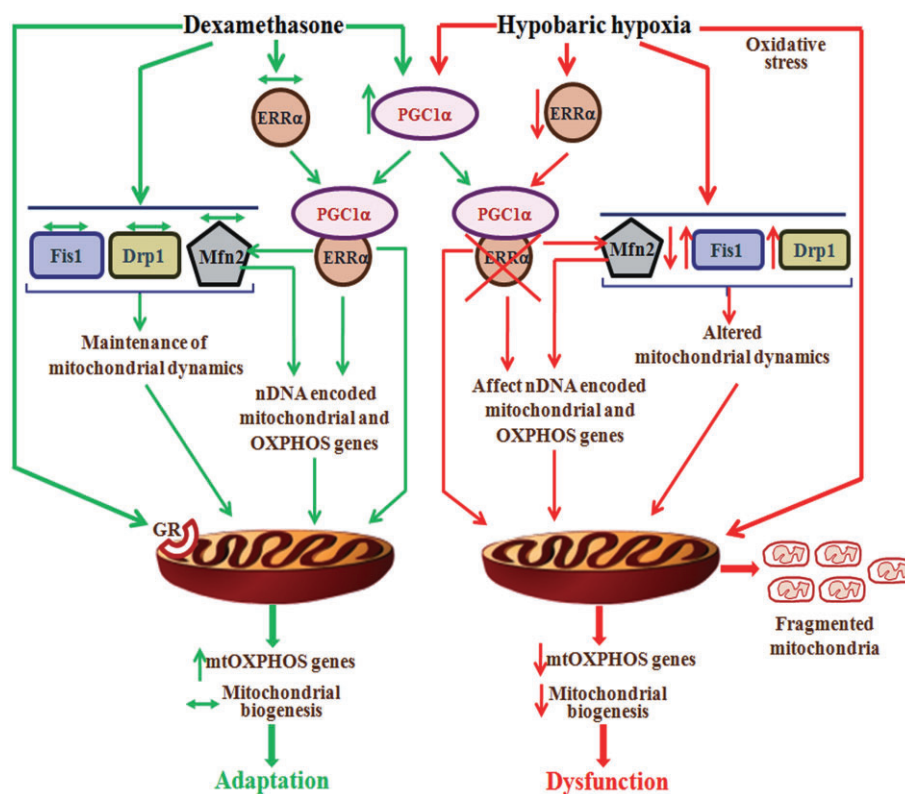 Dexamethasone
Hypobaric hypoxia
Oxidative
stress
ERRα
PGC1α
ERRα
PGC1α
ERRα
PGC1α
ERRα
Fis1
Drp1
Mfn2
Mfn2
Fis1
Drp1
Maintenance of
mitochondrial dynamics
nDNA encoded
mitochondrial and
OXPHOS genes
Affect nDNA encoded
mitochondrial and
OXPHOS genes
Altered
mitochondrial dynamics
GR
Fragmented
mitochondria
mtOXPHOS genes
Mitochondrial
biogenesis
mtOXPHOS genes
Mitochondrial
biogenesis
Adaptation
Dysfunction